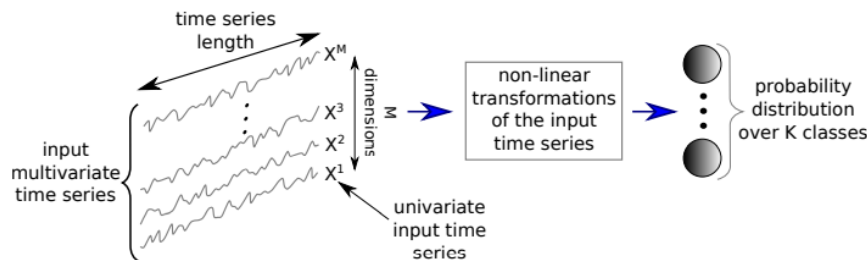 time series
length
X^M
X^3
X^2
X^1
M
dimensions
input
multivariate
time series
univariate
input time
series
non-linear
transformations
of the input
time series
probability
distribution
over K classes